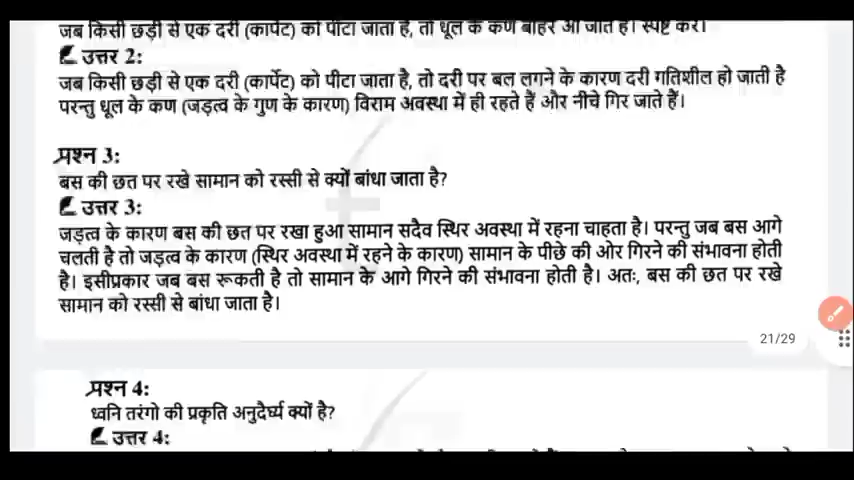 जब किसी छड़ी से एक दरी (कार्पेट) को पीटा जाता है, तो धूल के कण बाहर आ जाते हैं। स्पष्ट करें।
उत्तर 2:
जब किसी छड़ी से एक दरी (कार्पेट) को पीटा जाता है, तो दरी पर बल लगने के कारण दरी गतिशील हो जाती है
परन्तु धूल के कण (जड़त्व के गुण के कारण) विराम अवस्था में ही रहते हैं और नीचे गिर जाते हैं।
प्रश्न 3:
बस की छत पर रखे सामान को रस्सी से क्यों बांधा जाता है?
उत्तर 3:
जड़त्व के कारण बस की छत पर रखा हुआ सामान सदैव स्थिर अवस्था में रहना चाहता है। परन्तु जब बस आगे
चलती है तो जड़त्व के कारण (स्थिर अवस्था में रहने के कारण) सामान के पीछे की ओर गिरने की संभावना होती
है। इसीप्रकार जब बस रूकती है तो सामान के आगे गिरने की संभावना होती है। अतः, बस की छत पर रखे
सामान को रस्सी से बांधा जाता है।
21/29
प्रश्न 4:
ध्वनि तरंगो की प्रकृति अनुदैर्घ्य क्यों है?
उत्तर 4: